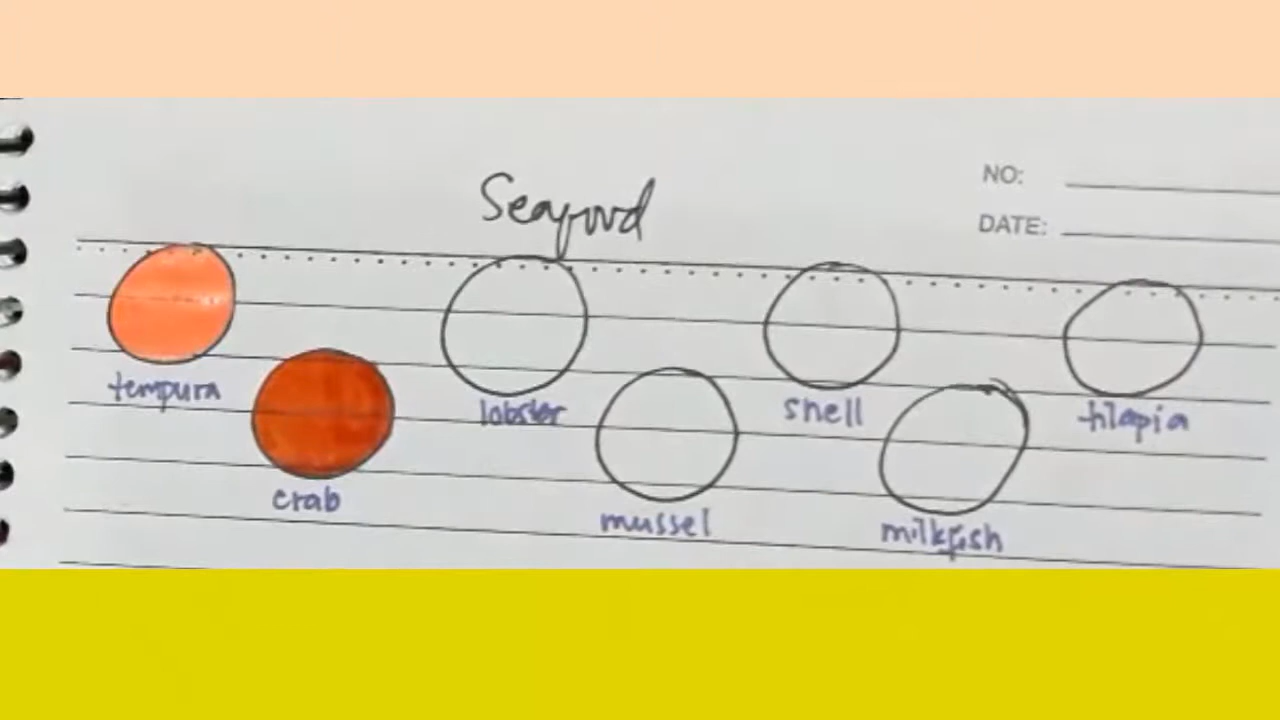 NO:
Seafood
DATE:
tempura
lobster
shell
tilapia
crab
mussel
milkfish